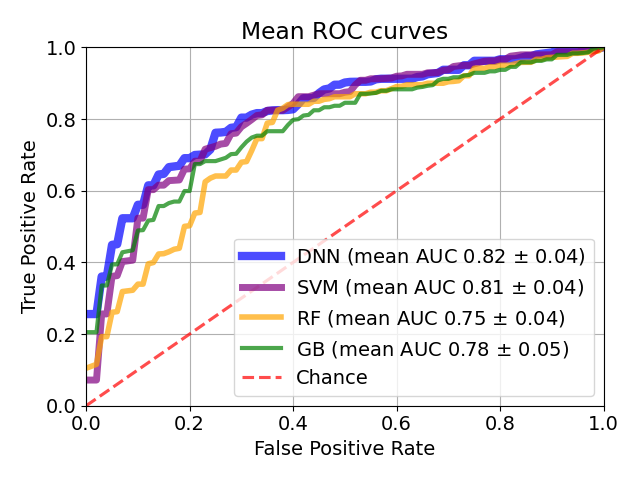 Mean ROC curves
1.0
0.8
0.6
0.4
0.2
0.0
True Positive Rate
DNN (mean AUC 0.82 ± 0.04)
SVM (mean AUC 0.81 ± 0.04)
RF (mean AUC 0.75 ± 0.04)
GB (mean AUC 0.78 ± 0.05)
Chance
0.0 0.2 0.4 0.6 0.8 1.0
False Positive Rate